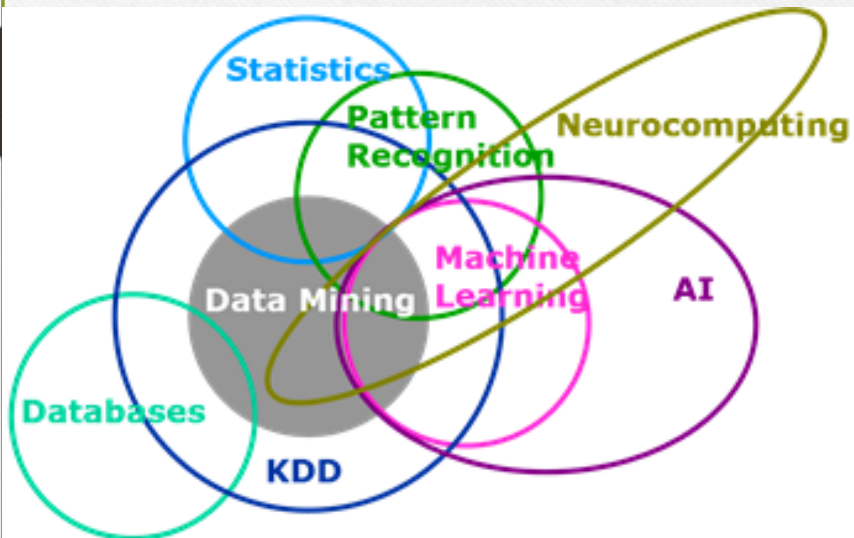 Statistics
Pattern
Recognition
Neurocomputing
Machine
Learning
AI
Data Mining
Databases
KDD